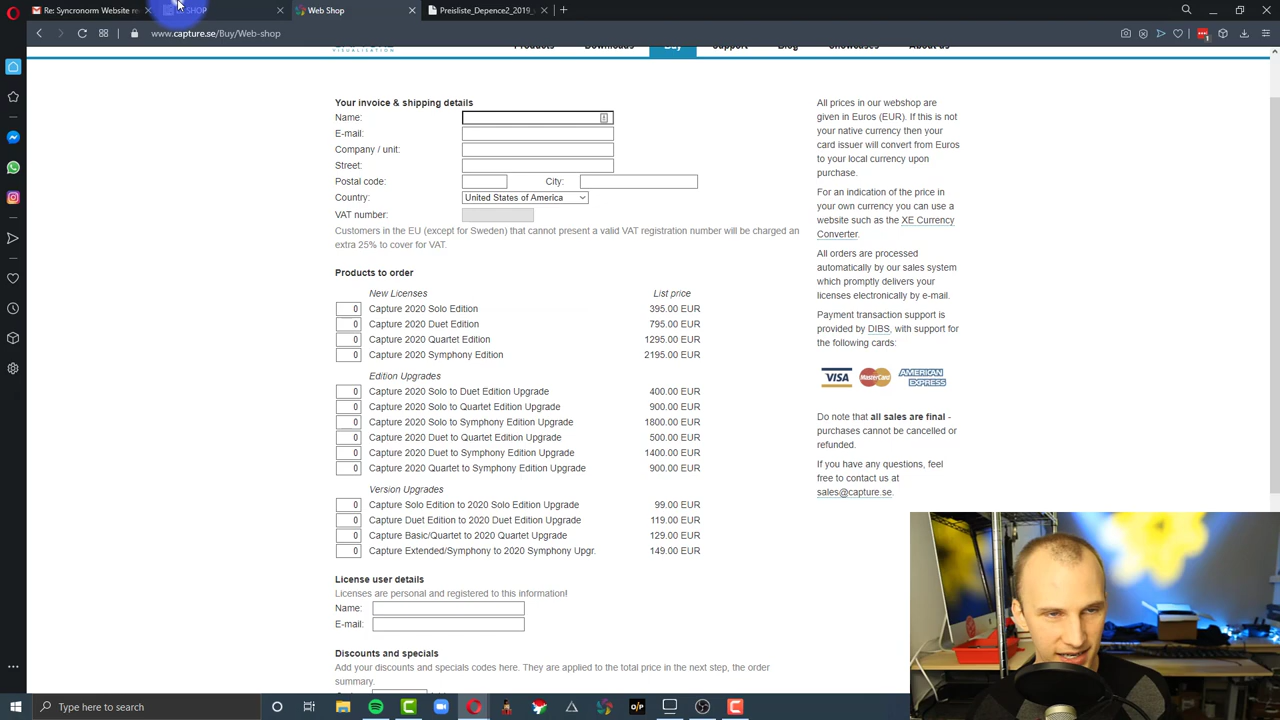 Re: Syncronorm Website re
SHOP
Web Shop
Preisliste_Depence2_2019_
www.capture.se/Buy/Web-shop
VISUALISATION
Products Downloads Buy Support Blog Showcases About us
Your invoice & shipping details
Name:
E-mail:
Company / unit:
Street:
Postal code: City:
Country: United States of America
VAT number:
Customers in the EU (except for Sweden) that cannot present a valid VAT registration number will be charged an
extra 25% to cover for VAT.
Products to order
New Licenses List price
0 Capture 2020 Solo Edition 395.00 EUR
0 Capture 2020 Duet Edition 795.00 EUR
0 Capture 2020 Quartet Edition 1295.00 EUR
0 Capture 2020 Symphony Edition 2195.00 EUR
Edition Upgrades
0 Capture 2020 Solo to Duet Edition Upgrade 400.00 EUR
0 Capture 2020 Solo to Quartet Edition Upgrade 900.00 EUR
0 Capture 2020 Solo to Symphony Edition Upgrade 1800.00 EUR
0 Capture 2020 Duet to Quartet Edition Upgrade 500.00 EUR
0 Capture 2020 Duet to Symphony Edition Upgrade 1400.00 EUR
0 Capture 2020 Quartet to Symphony Edition Upgrade 900.00 EUR
Version Upgrades
0 Capture Solo Edition to 2020 Solo Edition Upgrade 99.00 EUR
0 Capture Duet Edition to 2020 Duet Edition Upgrade 119.00 EUR
0 Capture Basic/Quartet to 2020 Quartet Upgrade 129.00 EUR
0 Capture Extended/Symphony to 2020 Symphony Upgr. 149.00 EUR
License user details
Licenses are personal and registered to this information!
Name:
E-mail:
Discounts and specials
Add your discounts and specials codes here. They are applied to the total price in the next step, the order
summary.
All prices in our webshop are
given in Euros (EUR). If this is not
your native currency then your
card issuer will convert from Euros
to your local currency upon
purchase.
For an indication of the price in
your own currency you can use a
website such as the XE Currency
Converter.
All orders are processed
automatically by our sales system
which promptly delivers your
licenses electronically by e-mail.
Payment transaction support is
provided by DIBS, with support for
the following cards:
VISA MasterCard AMERICAN EXPRESS
Do note that all sales are final -
purchases cannot be cancelled or
refunded.
If you have any questions, feel
free to contact us at
sales@capture.se.
Type here to search